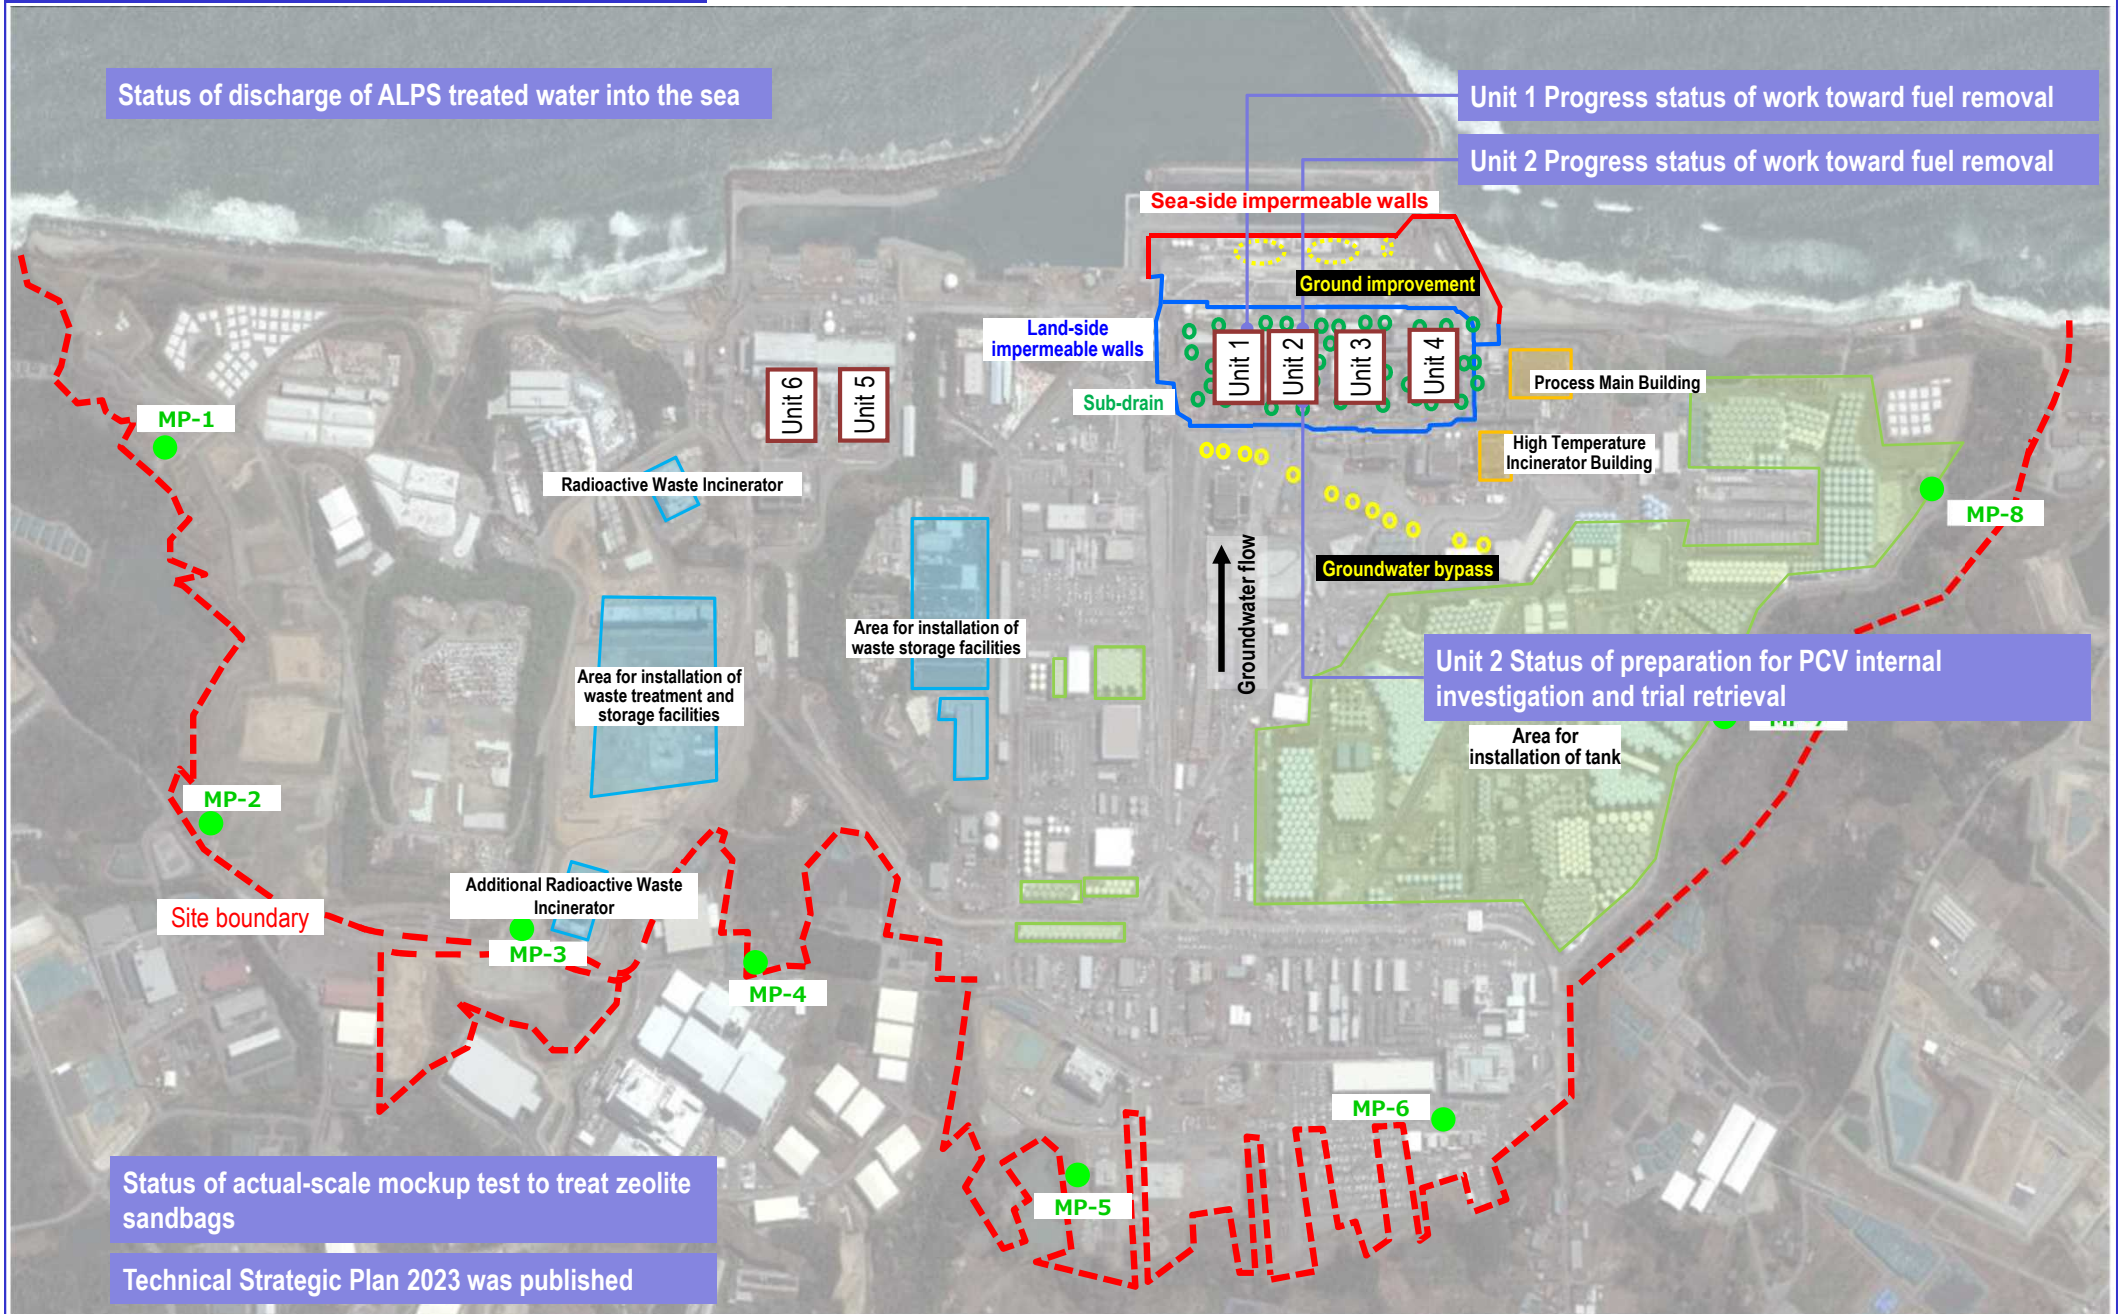 Status of discharge of ALPS treated water into the sea
Unit 1 Progress status of work toward fuel removal
Unit 2 Progress status of work toward fuel removal
Sea-side impermeable walls
Ground improvement
Land-side
impermeable walls
Unit 1
Unit 2
Unit 3
Unit 4
Process Main Building
Unit 6
Unit 5
Sub-drain
MP-1
High Temperature
Incinerator Building
Radioactive Waste Incinerator
MP-8
Groundwater flow
Groundwater bypass
Area for installation of
waste storage facilities
Unit 2 Status of preparation for PCV internal
investigation and trial retrieval
Area for installation of
waste treatment and
storage facilities
MP-7
Area for
installation of tank
MP-2
Additional Radioactive Waste
Incinerator
Site boundary
MP-3
MP-4
MP-6
Status of actual-scale mockup test to treat zeolite
sandbags
MP-5
Technical Strategic Plan 2023 was published